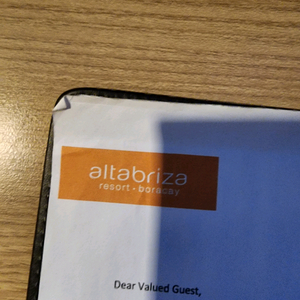 altabriza
resort • boracay
Dear Valued Guest,